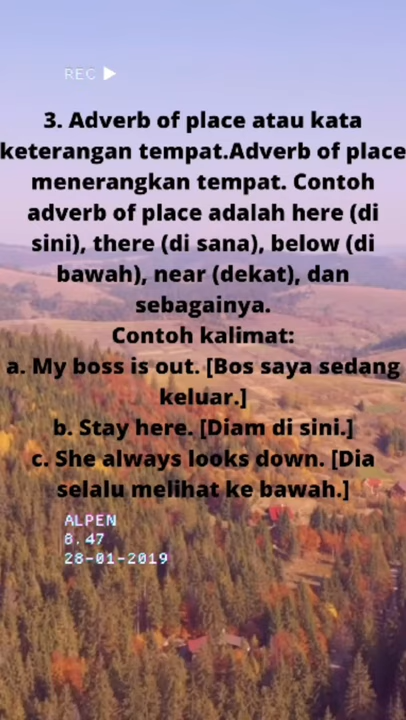 REC
3. Adverb of place atau kata
keterangan tempat.Adverb of place
menerangkan tempat. Contoh
adverb of place adalah here (di
sini), there (di sana), below (di
bawah), near (dekat), dan
sebagainya.
Contoh kalimat:
a. My boss is out. [Bos saya sedang
keluar.]
b. Stay here. [Diam di sini.]
c. She always looks down. [Dia
selalu melihat ke bawah.]
ALPEN
8.47
28-01-2019